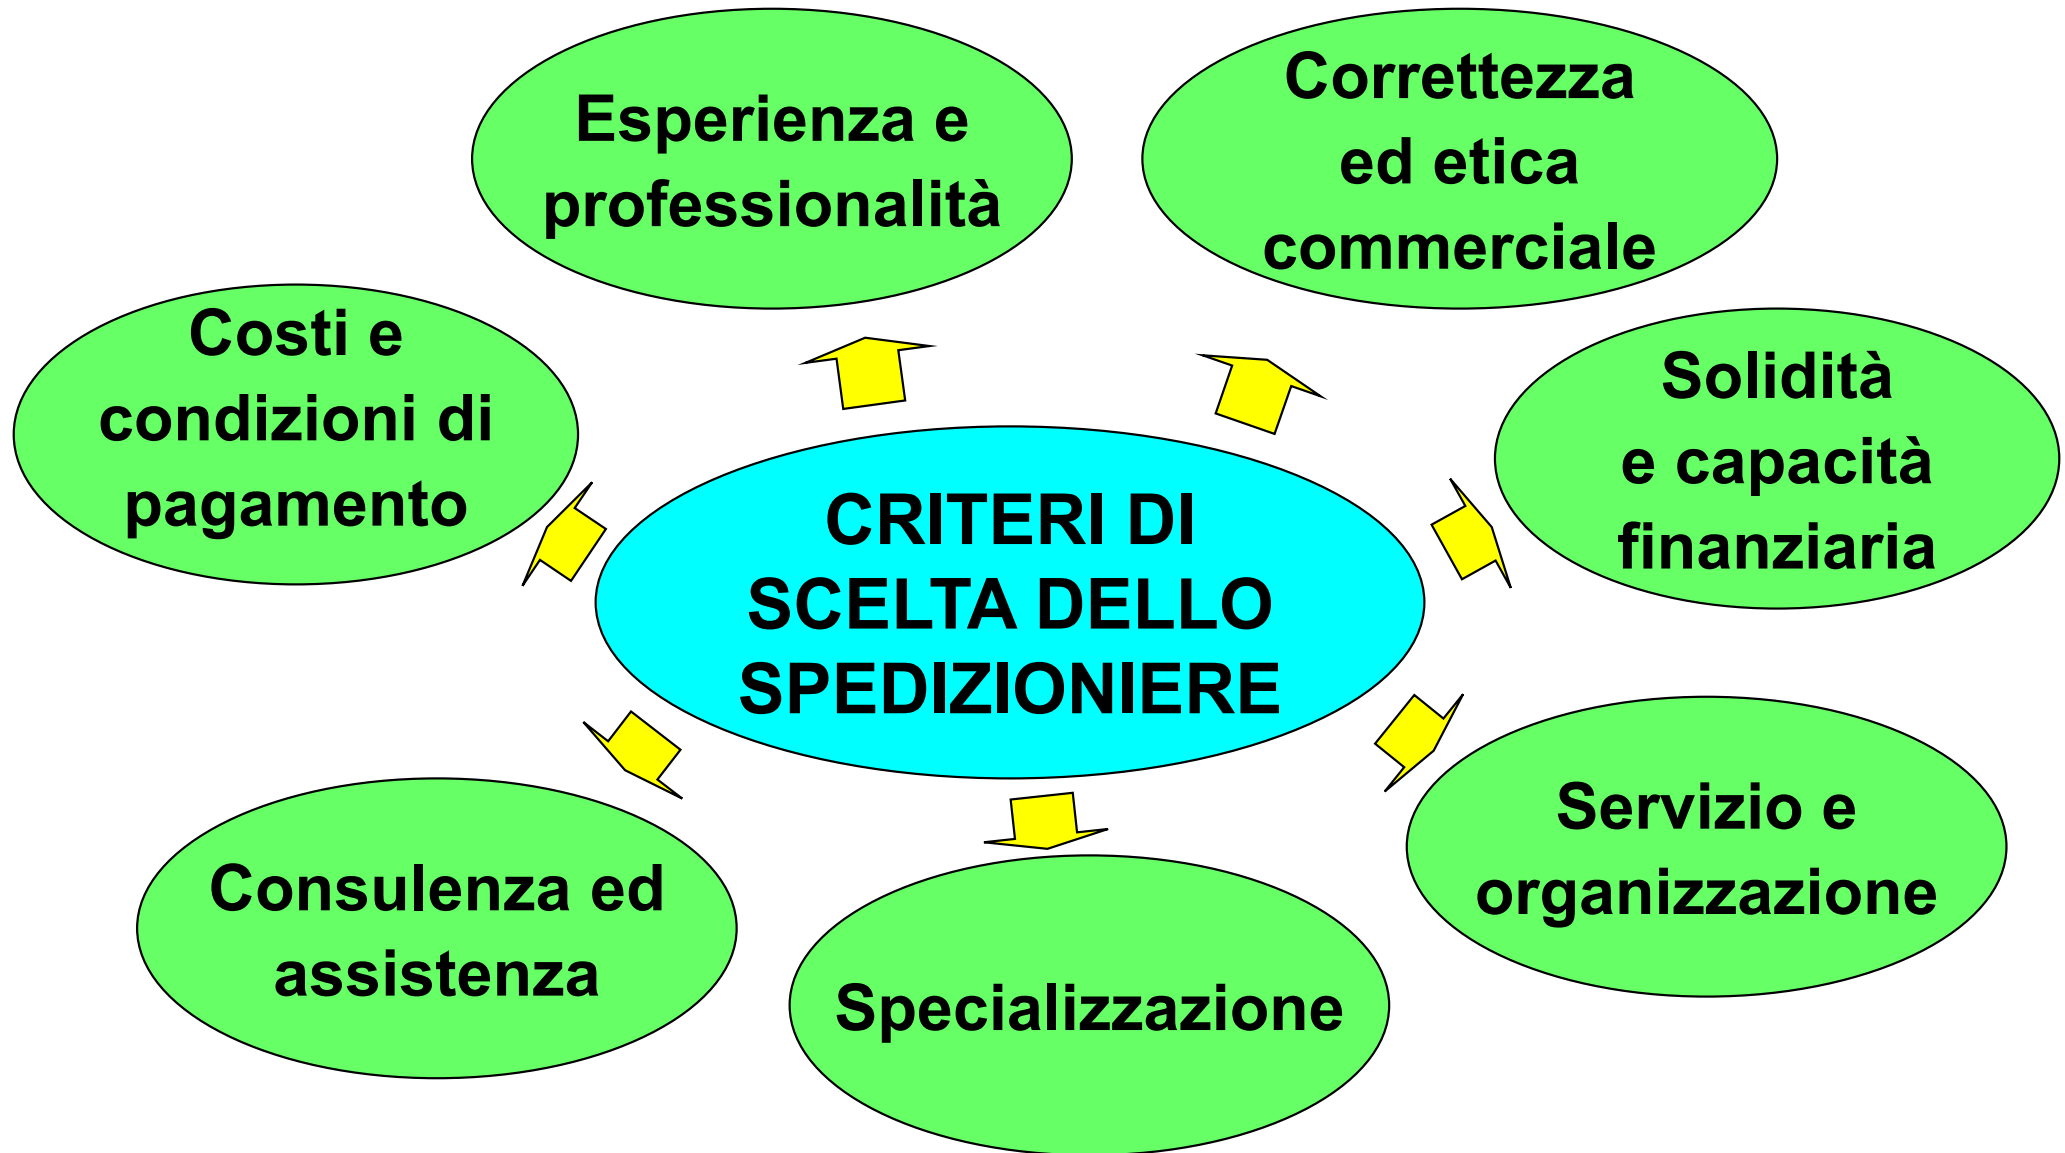 Esperienza e
professionalità
Correttezza
ed etica
commerciale
Costi e
condizioni di
pagamento
Solidità
e capacità
finanziaria
CRITERI DI
SCELTA DELLO
SPEDIZIONIERE
Servizio e
organizzazione
Consulenza ed
assistenza
Specializzazione